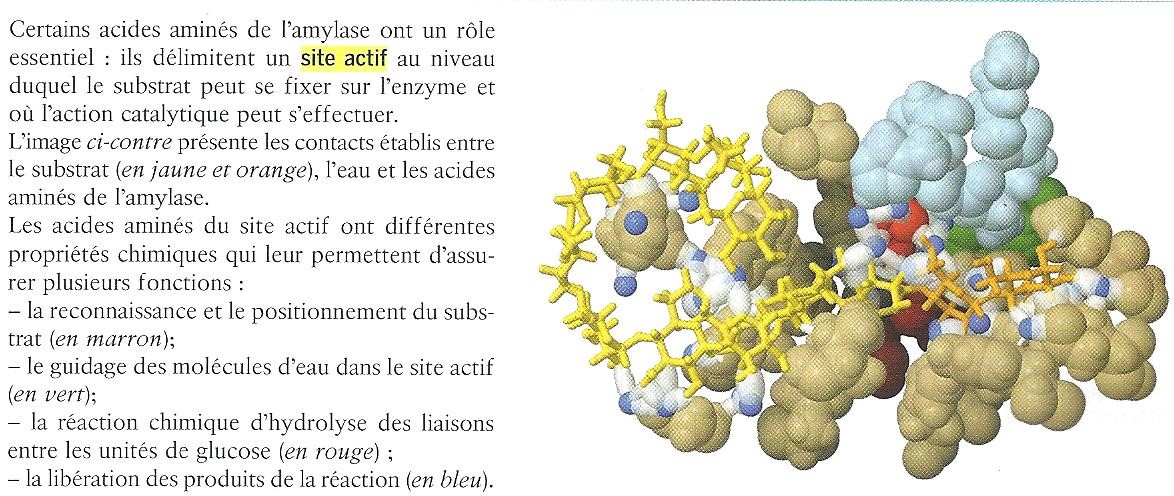 Certains acides aminés de l'amylase ont un rôle
essentiel : ils délimitent un site actif au niveau
duquel le substrat peut se fixer sur l'enzyme et
où l'action catalytique peut s'effectuer.
L'image ci-contre présente les contacts établis entre
le substrat (en jaune et orange), l'eau et les acides
aminés de l'amylase.
Les acides aminés du site actif ont différentes
propriétés chimiques qui leur permettent d'assu-
rer plusieurs fonctions :
– la reconnaissance et le positionnement du subs-
trat (en marron);
– le guidage des molécules d'eau dans le site actif
(en vert);
– la réaction chimique d'hydrolyse des liaisons
entre les unités de glucose (en rouge) ;
– la libération des produits de la réaction (en bleu).